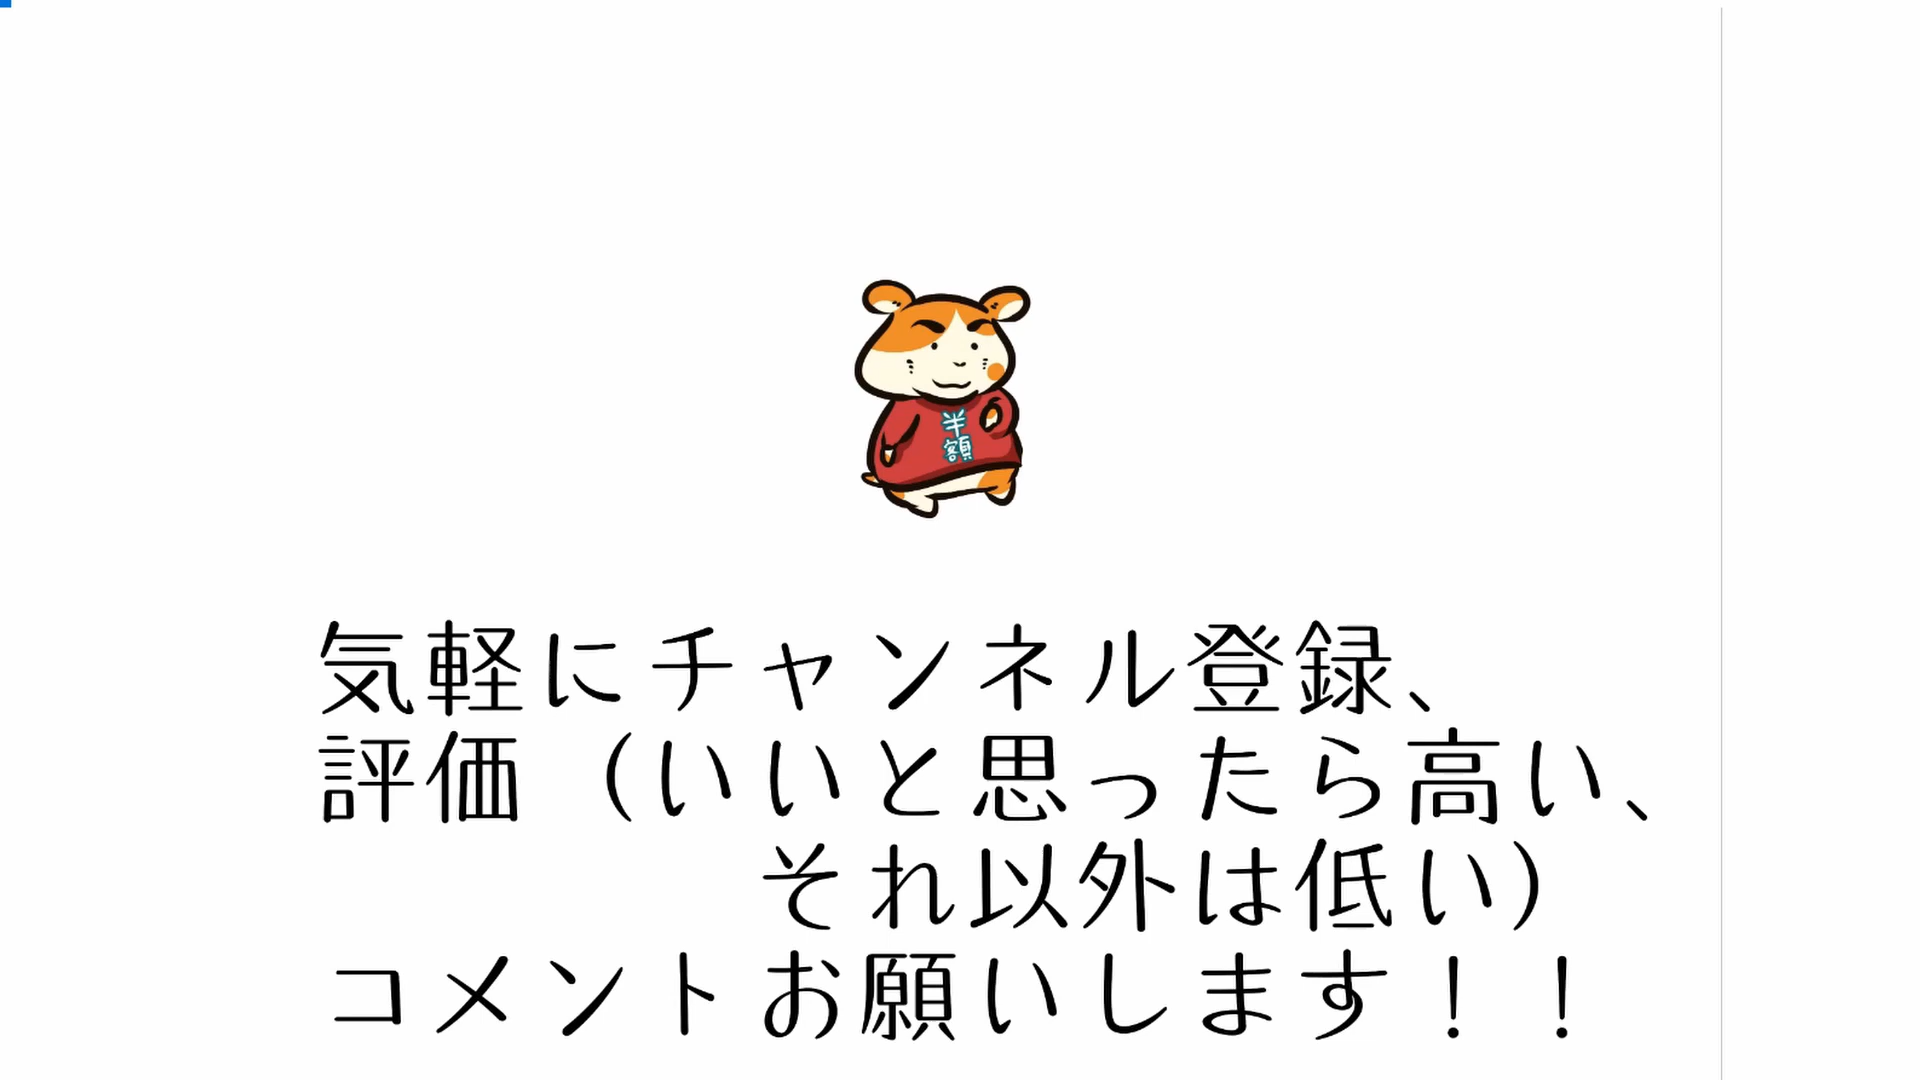 半額
気軽にチャンネル登録、
評価（いいと思ったら高い、
それ以外は低い）
コメントお願いします！！